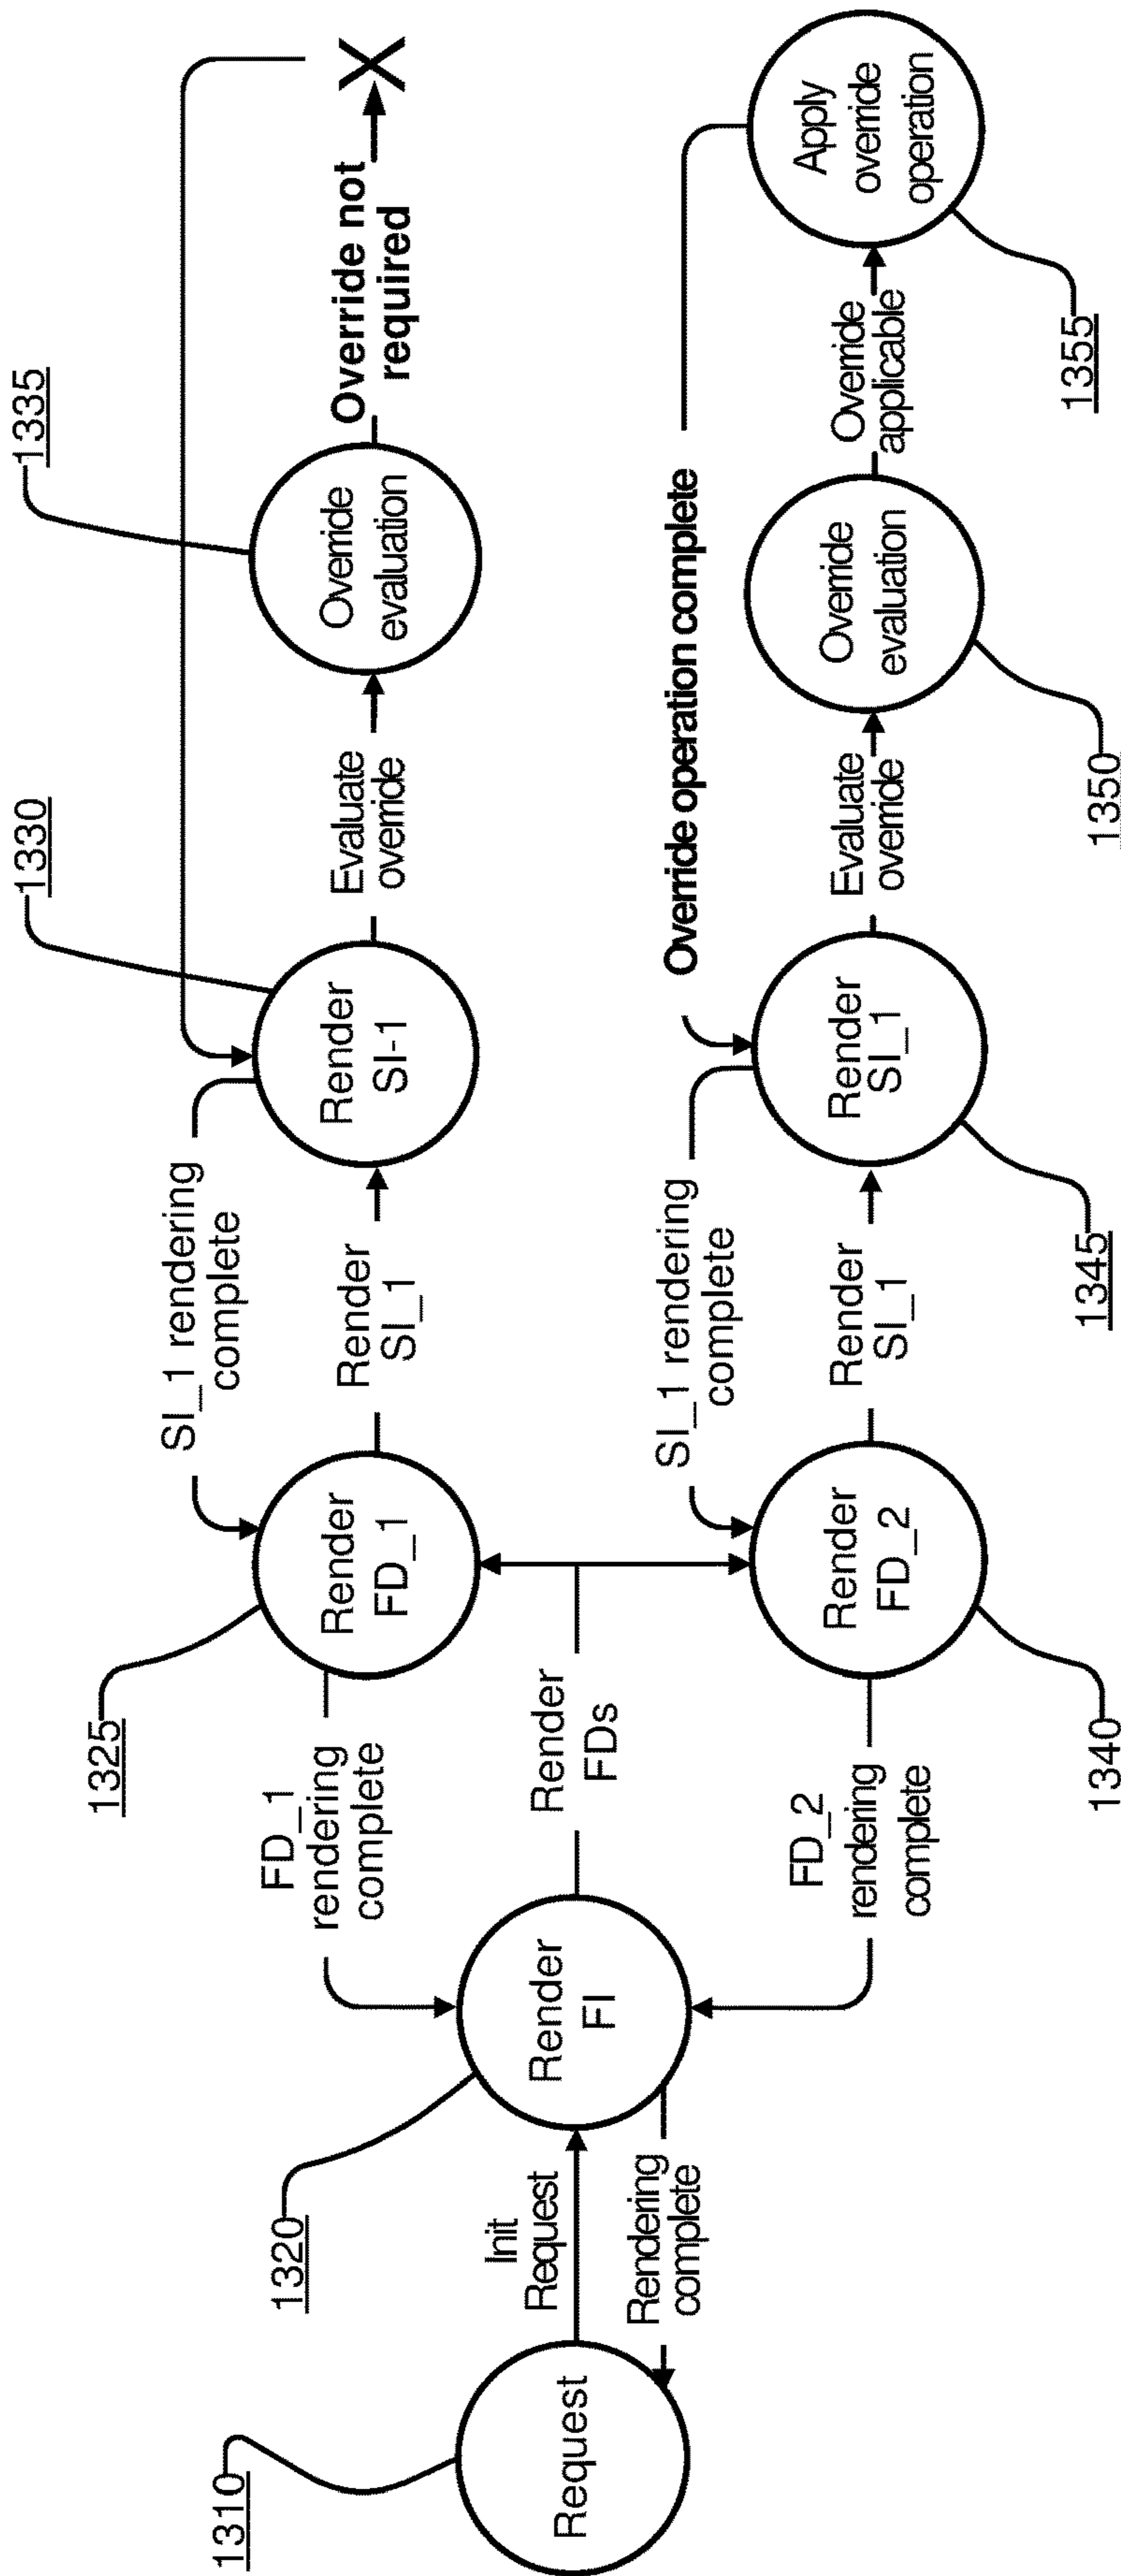 1310
Request
Init
Request
Rendering
complete
1320
Render
FI
FD_1
rendering
complete
Render
FDs
FD_2
rendering
complete
1325
Render
FD_1
SI_1 rendering
complete
Render
SI_1
1330
Render
SI-1
Evaluate
override
1335
Override
evaluation
Override not
required
X
1340
Render
FD_2
SI_1 rendering
complete
Render
SI_1
1345
Render
SI_1
Override operation complete
Evaluate
override
1350
Override
evaluation
Override
applicable
1355
Apply
override
operation